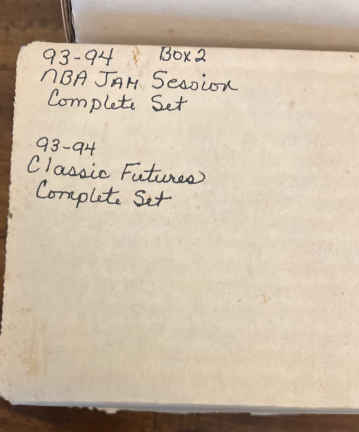 93-94 Box 2
NBA JAM Session
Complete Set
93-94
Classic Futures
Complete Set